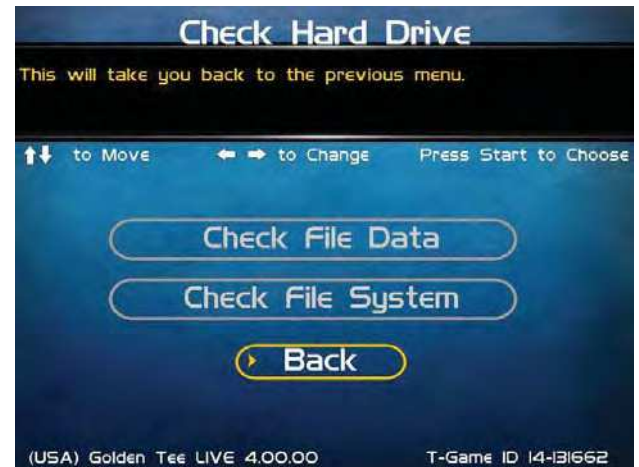 Check Hard Drive
This will take you back to the previous menu.
↑↓ to Move ← → to Change Press Start to Choose
Check File Data
Check File System
Back
(USA) Golden Tee LIVE 4.00.00 T-Game ID 14-131662